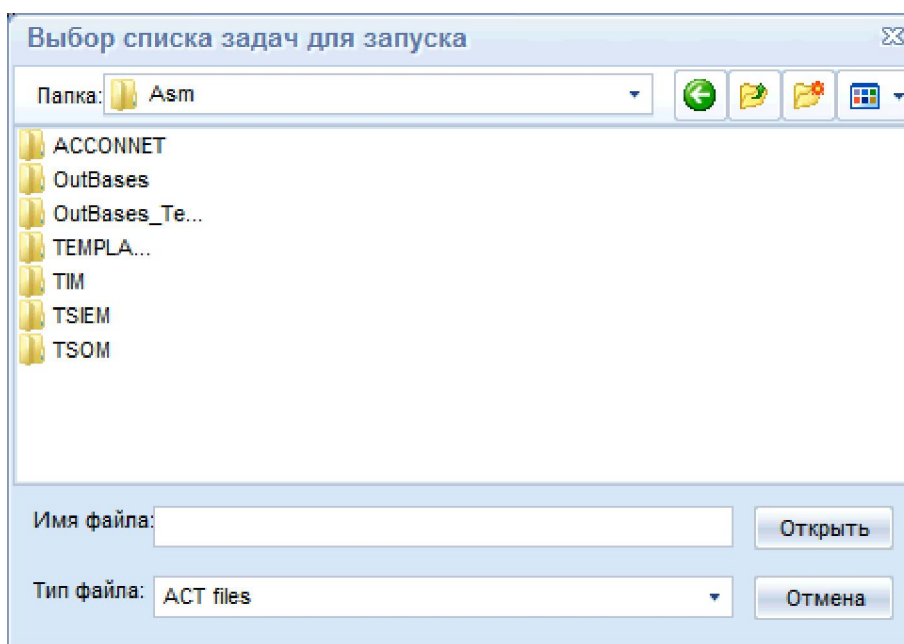 Выбор списка задач для запуска
Папка: Asm
ACCONNET
OutBases
OutBases_Te...
TEMPLA...
TIM
TSIEM
TSOM
Имя файла:
Открыть
Тип файла: ACT files
Отмена